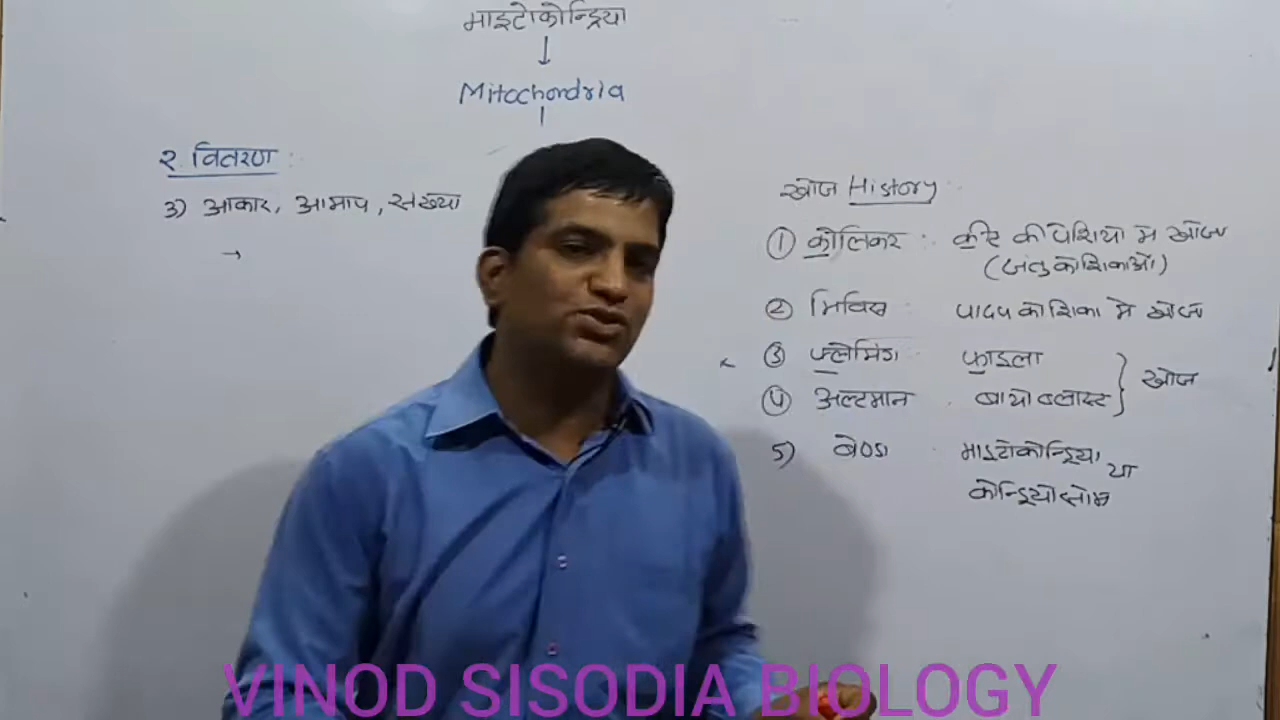 माइटोकोन्ड्रिया
↓
Mitochondria
२ वितरण :
3) आकार, आमाप, संख्या
→
खोज History :
① कोलिकर : कीट की पेशियो मे खोजा
(जंतु कोशिकाओ)
② मिविस : पादप कोशिका मे खोजा
③ फ्लेमिंग : फाइला
④ अल्टमान . बायोब्लास्ट } खोज
5) बेण्डा . माइटोकोन्ड्रिया या
कोन्ड्रियोसोम
VINOD SISODIA BIOLOGY